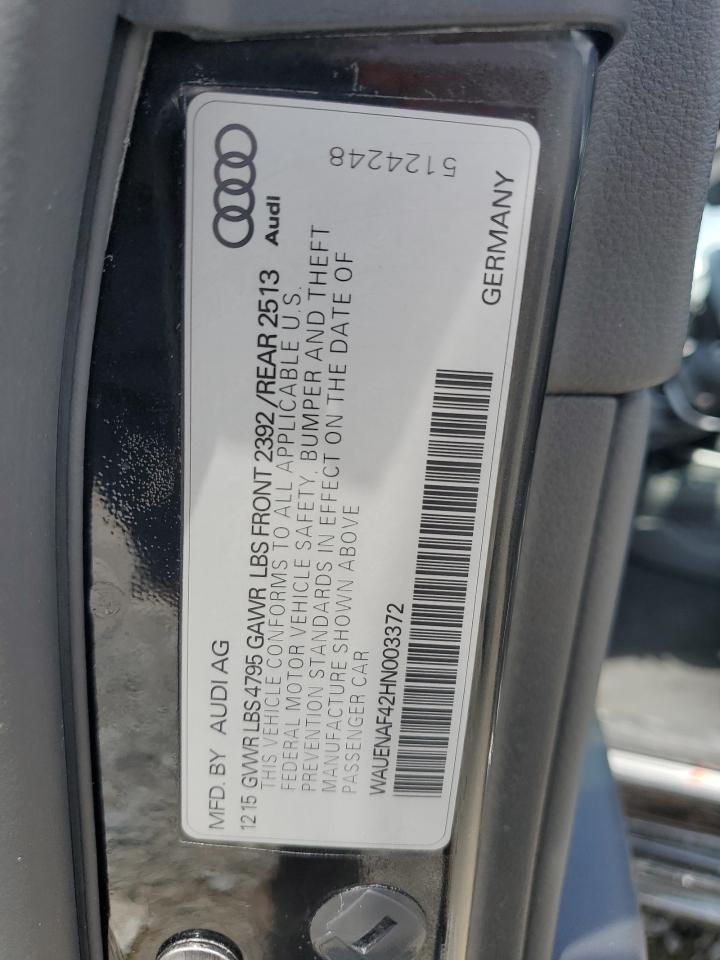 MFD. BY AUDI AG
Audi
12 15 GVWR LBS 4795 GAWR LBS FRONT 2392 /REAR 2513
THIS VEHICLE CONFORMS TO ALL APPLICABLE U.S.
FEDERAL MOTOR VEHICLE SAFETY, BUMPER AND THEFT
PREVENTION STANDARDS IN EFFECT ON THE DATE OF
MANUFACTURE SHOWN ABOVE
PASSENGER CAR
WAUENAF42HN003372
5124248
GERMANY